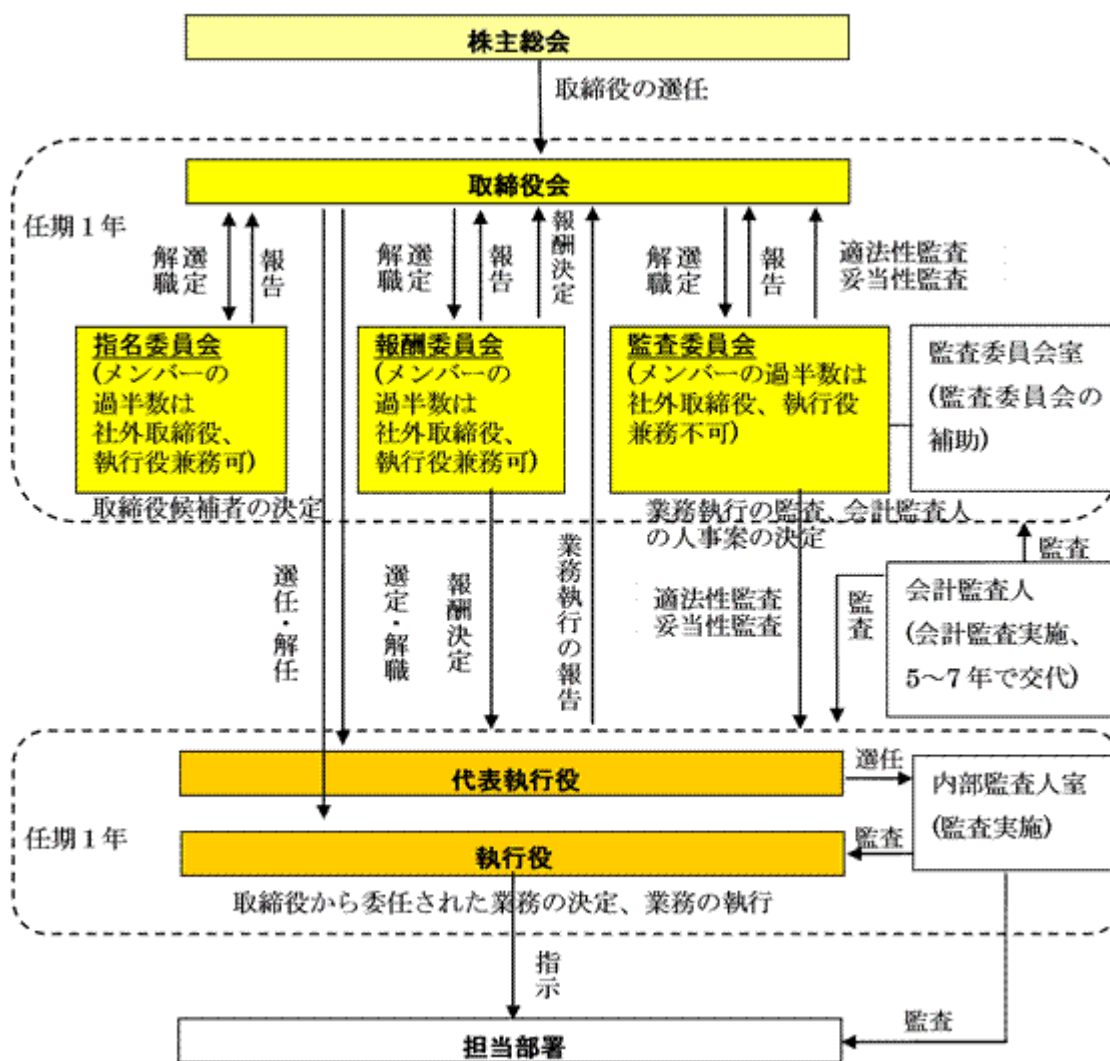 株主総会
取締役の選任
取締役会
任期１年
選定
解職
報告
選定
解職
報告
報酬決定
選定
解職
報告
適法性監査
妥当性監査
指名委員会
(メンバーの
過半数は
社外取締役、
執行役兼務可)
報酬委員会
(メンバーの
過半数は
社外取締役、
執行役兼務可)
監査委員会
(メンバーの過半数は
社外取締役、執行役
兼務不可)
監査委員会室
(監査委員会の
補助)
取締役候補者の決定
業務執行の監査、会計監査人
の人事案の決定
選任・解任
選定・解職
報酬決定
業務執行の報告
適法性監査
妥当性監査
監査
監査
会計監査人
(会計監査実施、
5～7 年で交代)
代表執行役
選任
内部監査人室
(監査実施)
任期１年
執行役
監査
取締役から委任された業務の決定、業務の執行
指示
監査
担当部署